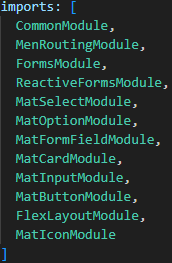 imports: [
CommonModule,
MenRoutingModule,
FormsModule,
ReactiveFormsModule,
MatSelectModule,
MatOptionModule,
MatFormFieldModule,
MatCardModule,
MatInputModule,
MatButtonModule,
FlexLayoutModule,
MatIconModule
]